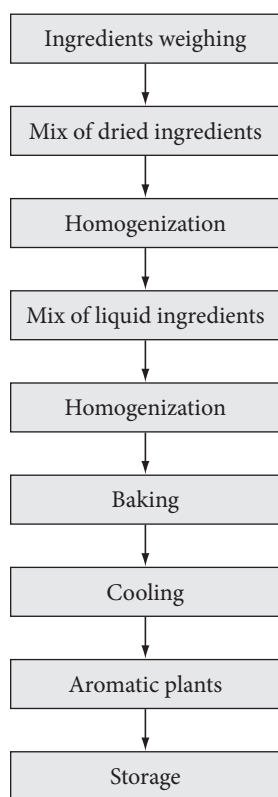 Ingredients weighing
Mix of dried ingredients
Homogenization
Mix of liquid ingredients
Homogenization
Baking
Cooling
Aromatic plants
Storage